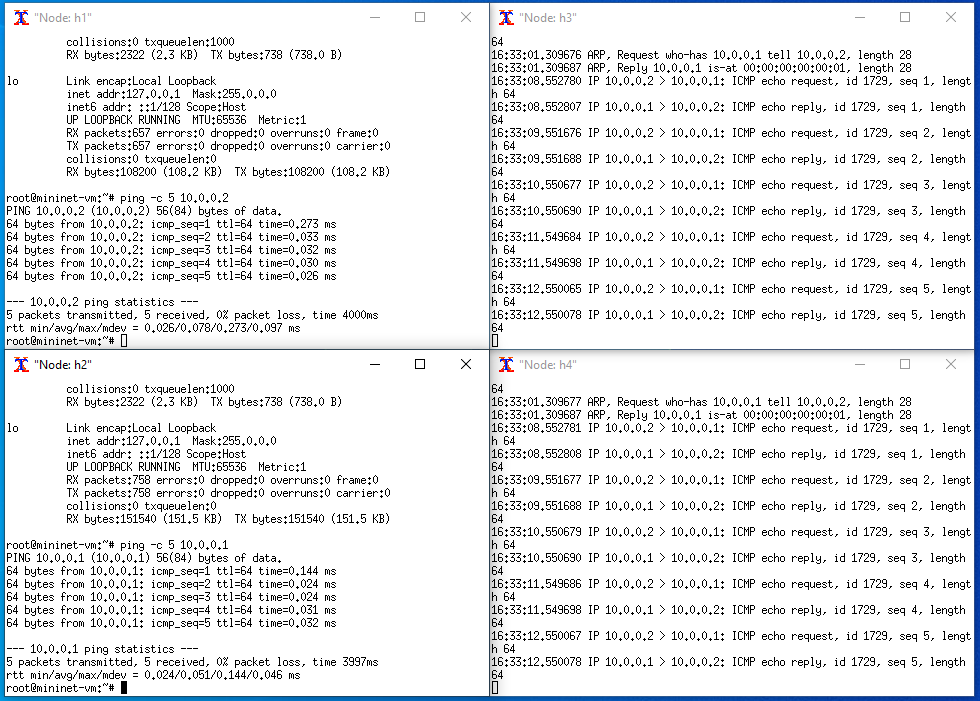 "Node: h1"
collisions:0 txqueuelen:1000
RX bytes:2322 (2.3 KB)  TX bytes:738 (738.0 B)
lo        Link encap:Local Loopback
inet addr:127.0.0.1  Mask:255.0.0.0
inet6 addr: ::1/128 Scope:Host
UP LOOPBACK RUNNING  MTU:65536  Metric:1
RX packets:657 errors:0 dropped:0 overruns:0 frame:0
TX packets:657 errors:0 dropped:0 overruns:0 carrier:0
collisions:0 txqueuelen:0
RX bytes:108200 (108.2 KB)  TX bytes:108200 (108.2 KB)
root@mininet-vm:~# ping -c 5 10.0.0.2
PING 10.0.0.2 (10.0.0.2) 56(84) bytes of data.
64 bytes from 10.0.0.2: icmp_seq=1 ttl=64 time=0.273 ms
64 bytes from 10.0.0.2: icmp_seq=2 ttl=64 time=0.033 ms
64 bytes from 10.0.0.2: icmp_seq=3 ttl=64 time=0.032 ms
64 bytes from 10.0.0.2: icmp_seq=4 ttl=64 time=0.030 ms
64 bytes from 10.0.0.2: icmp_seq=5 ttl=64 time=0.026 ms
--- 10.0.0.2 ping statistics ---
5 packets transmitted, 5 received, 0% packet loss, time 4000ms
rtt min/avg/max/mdev = 0.026/0.078/0.273/0.097 ms
root@mininet-vm:~#
"Node: h3"
64
16:33:01.309676 ARP, Request who-has 10.0.0.1 tell 10.0.0.2, length 28
16:33:01.309687 ARP, Reply 10.0.0.1 is-at 00:00:00:00:00:01, length 28
16:33:08.552780 IP 10.0.0.2 > 10.0.0.1: ICMP echo request, id 1729, seq 1, lengt
h 64
16:33:08.552807 IP 10.0.0.1 > 10.0.0.2: ICMP echo reply, id 1729, seq 1, length
64
16:33:09.551676 IP 10.0.0.2 > 10.0.0.1: ICMP echo request, id 1729, seq 2, lengt
h 64
16:33:09.551688 IP 10.0.0.1 > 10.0.0.2: ICMP echo reply, id 1729, seq 2, length
64
16:33:10.550677 IP 10.0.0.2 > 10.0.0.1: ICMP echo request, id 1729, seq 3, lengt
h 64
16:33:10.550690 IP 10.0.0.1 > 10.0.0.2: ICMP echo reply, id 1729, seq 3, length
64
16:33:11.549684 IP 10.0.0.2 > 10.0.0.1: ICMP echo request, id 1729, seq 4, lengt
h 64
16:33:11.549698 IP 10.0.0.1 > 10.0.0.2: ICMP echo reply, id 1729, seq 4, length
64
16:33:12.550065 IP 10.0.0.2 > 10.0.0.1: ICMP echo request, id 1729, seq 5, lengt
h 64
16:33:12.550078 IP 10.0.0.1 > 10.0.0.2: ICMP echo reply, id 1729, seq 5, length
64
"Node: h2"
collisions:0 txqueuelen:1000
RX bytes:2322 (2.3 KB)  TX bytes:738 (738.0 B)
lo        Link encap:Local Loopback
inet addr:127.0.0.1  Mask:255.0.0.0
inet6 addr: ::1/128 Scope:Host
UP LOOPBACK RUNNING  MTU:65536  Metric:1
RX packets:758 errors:0 dropped:0 overruns:0 frame:0
TX packets:758 errors:0 dropped:0 overruns:0 carrier:0
collisions:0 txqueuelen:0
RX bytes:151540 (151.5 KB)  TX bytes:151540 (151.5 KB)
root@mininet-vm:~# ping -c 5 10.0.0.1
PING 10.0.0.1 (10.0.0.1) 56(84) bytes of data.
64 bytes from 10.0.0.1: icmp_seq=1 ttl=64 time=0.144 ms
64 bytes from 10.0.0.1: icmp_seq=2 ttl=64 time=0.024 ms
64 bytes from 10.0.0.1: icmp_seq=3 ttl=64 time=0.024 ms
64 bytes from 10.0.0.1: icmp_seq=4 ttl=64 time=0.031 ms
64 bytes from 10.0.0.1: icmp_seq=5 ttl=64 time=0.032 ms
--- 10.0.0.1 ping statistics ---
5 packets transmitted, 5 received, 0% packet loss, time 3997ms
rtt min/avg/max/mdev = 0.024/0.051/0.144/0.046 ms
root@mininet-vm:~#
"Node: h4"
64
16:33:01.309677 ARP, Request who-has 10.0.0.1 tell 10.0.0.2, length 28
16:33:01.309687 ARP, Reply 10.0.0.1 is-at 00:00:00:00:00:01, length 28
16:33:08.552781 IP 10.0.0.2 > 10.0.0.1: ICMP echo request, id 1729, seq 1, lengt
h 64
16:33:08.552808 IP 10.0.0.1 > 10.0.0.2: ICMP echo reply, id 1729, seq 1, length
64
16:33:09.551677 IP 10.0.0.2 > 10.0.0.1: ICMP echo request, id 1729, seq 2, lengt
h 64
16:33:09.551688 IP 10.0.0.1 > 10.0.0.2: ICMP echo reply, id 1729, seq 2, length
64
16:33:10.550679 IP 10.0.0.2 > 10.0.0.1: ICMP echo request, id 1729, seq 3, lengt
h 64
16:33:10.550690 IP 10.0.0.1 > 10.0.0.2: ICMP echo reply, id 1729, seq 3, length
64
16:33:11.549686 IP 10.0.0.2 > 10.0.0.1: ICMP echo request, id 1729, seq 4, lengt
h 64
16:33:11.549698 IP 10.0.0.1 > 10.0.0.2: ICMP echo reply, id 1729, seq 4, length
64
16:33:12.550067 IP 10.0.0.2 > 10.0.0.1: ICMP echo request, id 1729, seq 5, lengt
h 64
16:33:12.550078 IP 10.0.0.1 > 10.0.0.2: ICMP echo reply, id 1729, seq 5, length
64